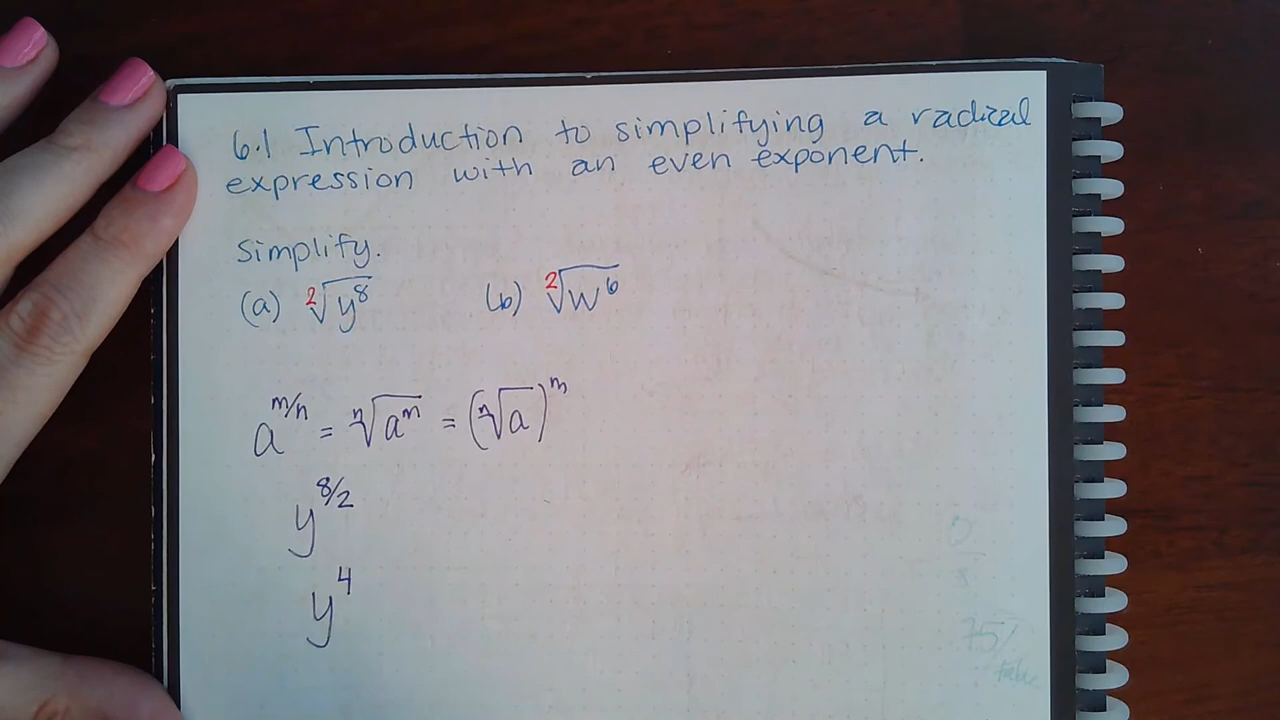 6.1 Introduction to simplifying a radical
expression with an even exponent.
Simplify.
(a) ²√y⁸ (b) ²√w⁶
a^(m/n) = ⁿ√aᵐ = (ⁿ√a)ᵐ
y^(8/2)
y⁴